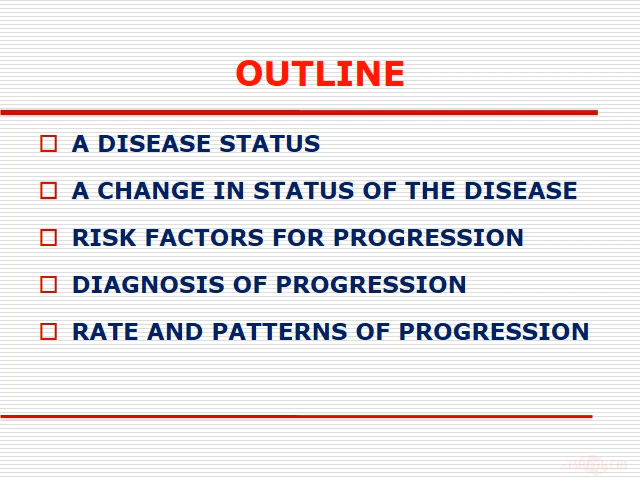 OUTLINE
A DISEASE STATUS
A CHANGE IN STATUS OF THE DISEASE
RISK FACTORS FOR PROGRESSION
DIAGNOSIS OF PROGRESSION
RATE AND PATTERNS OF PROGRESSION